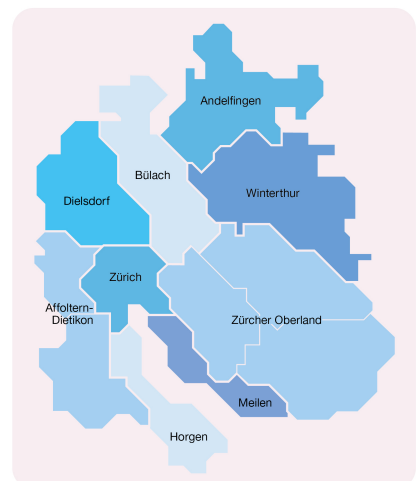 Andelfingen
Bülach
Winterthur
Dielsdorf
Zürich
Affoltern-
Dietikon
Zürcher Oberland
Meilen
Horgen